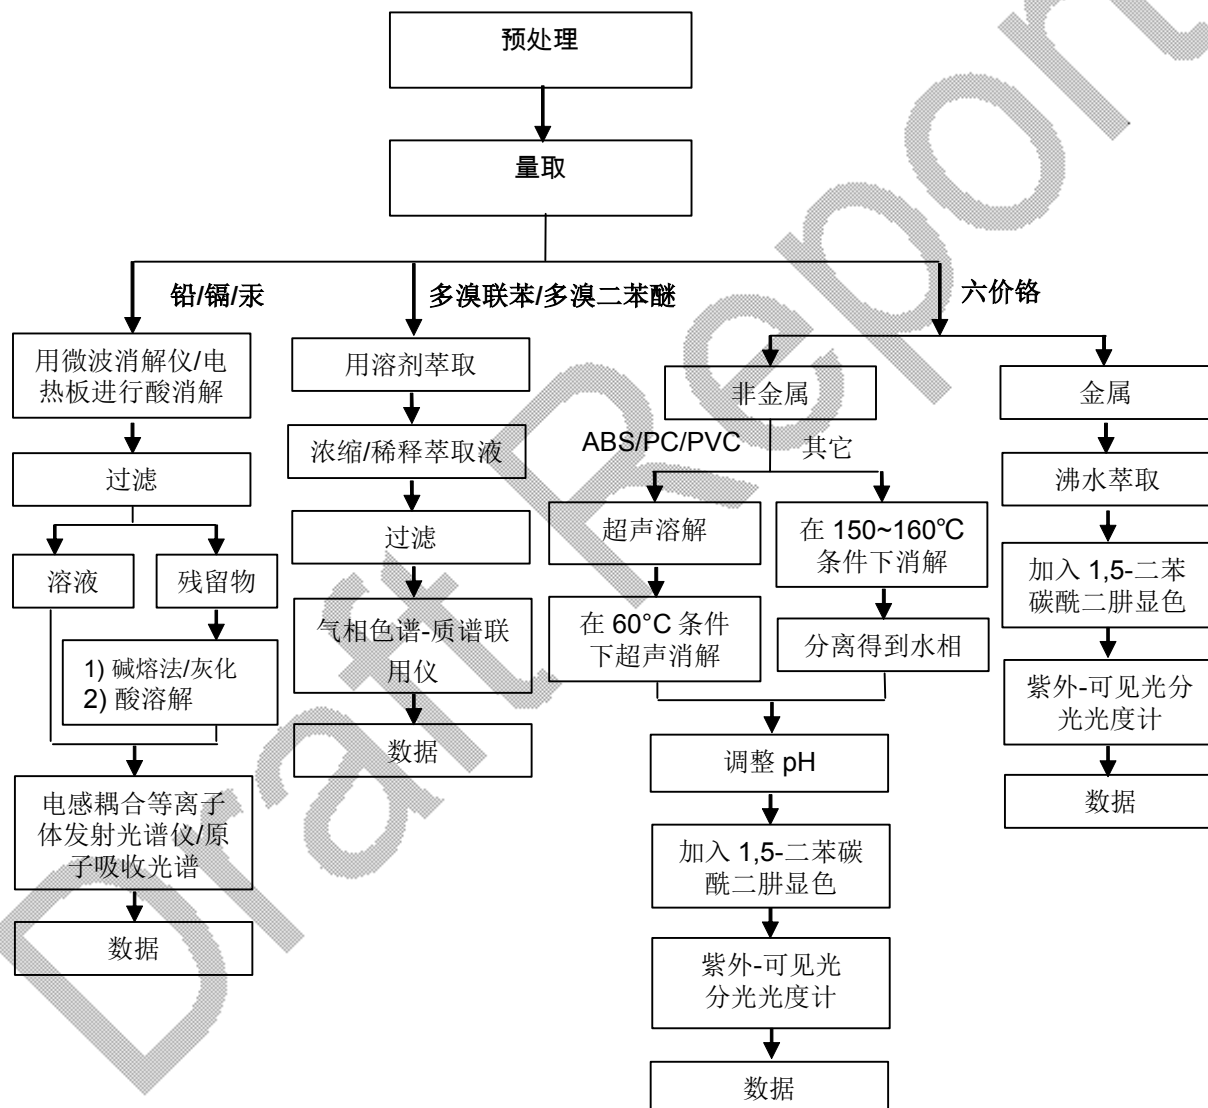 预处理
量取
铅/镉/汞
用微波消解仪/电
热板进行酸消解
过滤
溶液
残留物
1) 碱熔法/灰化
2) 酸溶解
电感耦合等离子
体发射光谱仪/原
子吸收光谱
数据
多溴联苯/多溴二苯醚
用溶剂萃取
浓缩/稀释萃取液
过滤
气相色谱-质谱联
用仪
数据
六价铬
非金属
ABS/PC/PVC
其它
超声溶解
在 60°C 条件
下超声消解
在 150~160℃
条件下消解
分离得到水相
调整 pH
加入 1,5-二苯碳
酰二肼显色
紫外-可见光
分光光度计
数据
金属
沸水萃取
加入 1,5-二苯
碳酰二肼显色
紫外-可见光分
光光度计
数据
Draft Report